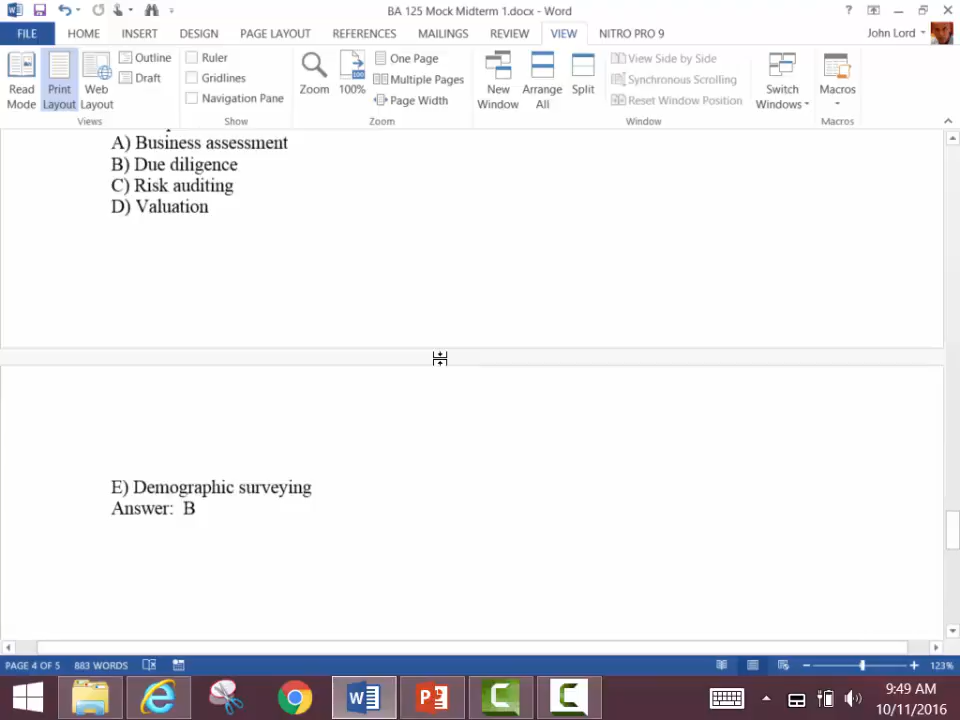 BA 125 Mock Midterm 1.docx - Word
FILE HOME INSERT DESIGN PAGE LAYOUT REFERENCES MAILINGS REVIEW VIEW NITRO PRO 9 John Lord
Read Mode
Print Layout
Web Layout
Outline
Draft
Views
Ruler
Gridlines
Navigation Pane
Show
Zoom
100%
One Page
Multiple Pages
Page Width
Zoom
New Window
Arrange All
Split
View Side by Side
Synchronous Scrolling
Reset Window Position
Switch Windows
Window
Macros
Macros
A) Business assessment
B) Due diligence
C) Risk auditing
D) Valuation
E) Demographic surveying
Answer: B
PAGE 4 OF 5 883 WORDS 123%
9:49 AM
10/11/2016